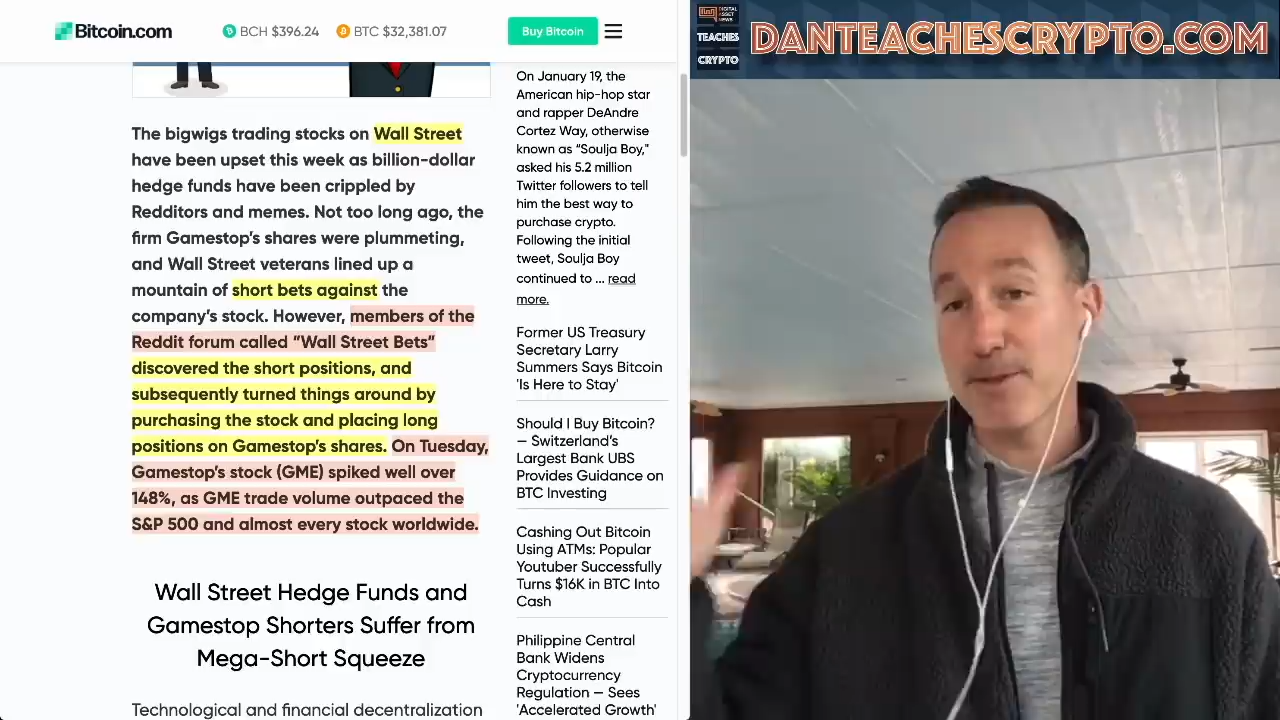 Bitcoin.com
BCH $396.24
BTC $32,381.07
Buy Bitcoin
The bigwigs trading stocks on Wall Street
have been upset this week as billion-dollar
hedge funds have been crippled by
Redditors and memes. Not too long ago, the
firm Gamestop’s shares were plummeting,
and Wall Street veterans lined up a
mountain of short bets against the
company’s stock. However, members of the
Reddit forum called “Wall Street Bets”
discovered the short positions, and
subsequently turned things around by
purchasing the stock and placing long
positions on Gamestop’s shares. On Tuesday,
Gamestop’s stock (GME) spiked well over
148%, as GME trade volume outpaced the
S&P 500 and almost every stock worldwide.
Wall Street Hedge Funds and
Gamestop Shorters Suffer from
Mega-Short Squeeze
Technological and financial decentralization
On January 19, the
American hip-hop star
and rapper DeAndre
Cortez Way, otherwise
known as “Soulja Boy,”
asked his 5.2 million
Twitter followers to tell
him the best way to
purchase crypto.
Following the initial
tweet, Soulja Boy
continued to ... read
more.
Former US Treasury
Secretary Larry
Summers Says Bitcoin
'Is Here to Stay'
Should I Buy Bitcoin?
— Switzerland’s
Largest Bank UBS
Provides Guidance on
BTC Investing
Cashing Out Bitcoin
Using ATMs: Popular
Youtuber Successfully
Turns $16K in BTC Into
Cash
Philippine Central
Bank Widens
Cryptocurrency
Regulation — Sees
'Accelerated Growth'
DIGITAL
ASSET
NEWS
TEACHES
CRYPTO
DANTEACHESCRYPTO.COM